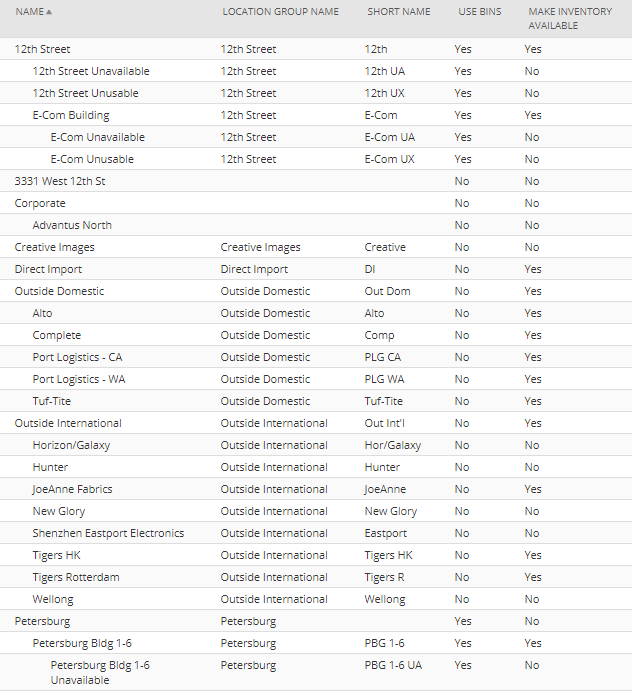 NAME LOCATION GROUP NAME SHORT NAME USE BINS MAKE INVENTORY
AVAILABLE
12th Street 12th Street 12th Yes Yes
12th Street Unavailable 12th Street 12th UA Yes No
12th Street Unusable 12th Street 12th UX Yes No
E-Com Building 12th Street E-Com Yes Yes
E-Com Unavailable 12th Street E-Com UA Yes No
E-Com Unusable 12th Street E-Com UX Yes No
3331 West 12th St No No
Corporate No No
Advantus North No No
Creative Images Creative Images Creative No No
Direct Import Direct Import DI No Yes
Outside Domestic Outside Domestic Out Dom No Yes
Alto Outside Domestic Alto No Yes
Complete Outside Domestic Comp No Yes
Port Logistics - CA Outside Domestic PLG CA No Yes
Port Logistics - WA Outside Domestic PLG WA No Yes
Tuf-Tite Outside Domestic Tuf-Tite No Yes
Outside International Outside International Out Int'l No Yes
Horizon/Galaxy Outside International Hor/Galaxy No No
Hunter Outside International Hunter No No
JoeAnne Fabrics Outside International JoeAnne No Yes
New Glory Outside International New Glory No No
Shenzhen Eastport Electronics Outside International Eastport No No
Tigers HK Outside International Tigers HK No Yes
Tigers Rotterdam Outside International Tigers R No Yes
Wellong Outside International Wellong No No
Petersburg Petersburg Yes No
Petersburg Bldg 1-6 Petersburg PBG 1-6 Yes Yes
Petersburg Bldg 1-6 Petersburg PBG 1-6 UA Yes No
Unavailable